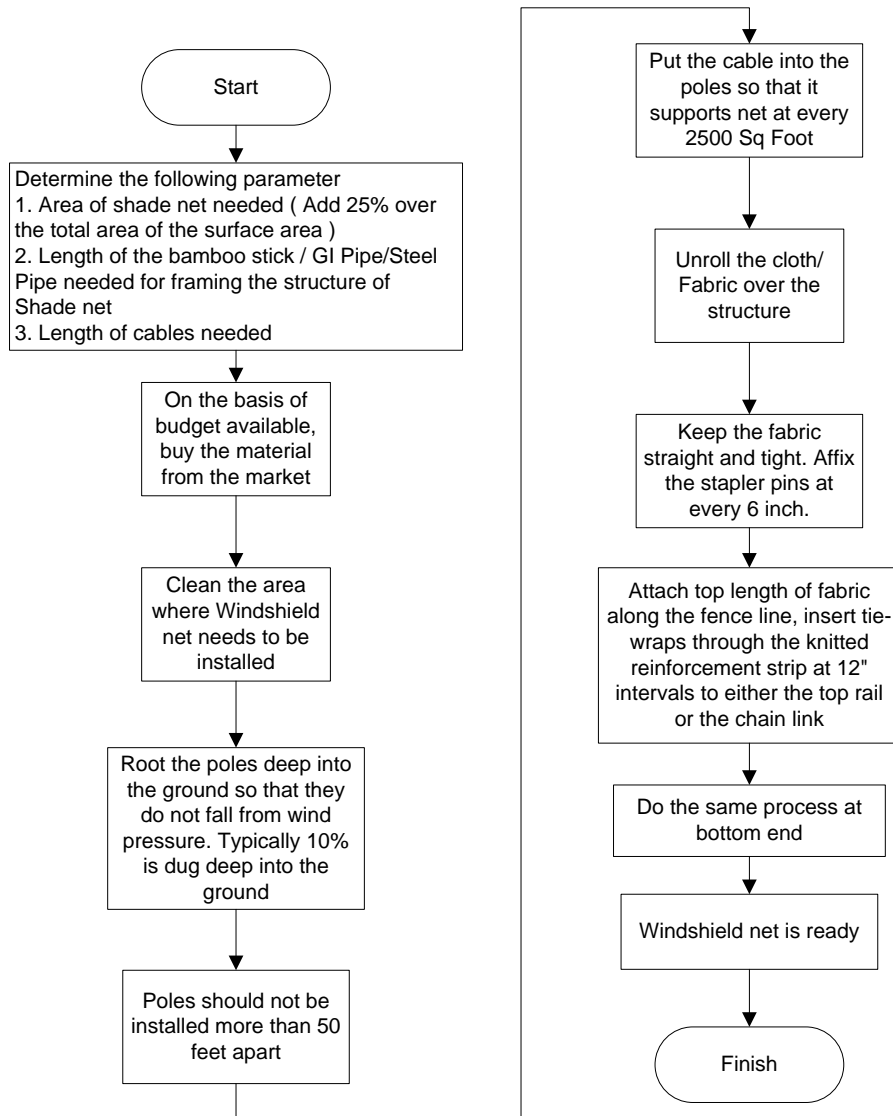 Start
Determine the following parameter
1. Area of shade net needed ( Add 25% over
the total area of the surface area )
2. Length of the bamboo stick / GI Pipe/Steel
Pipe needed for framing the structure of
Shade net
3. Length of cables needed
On the basis of
budget available,
buy the material
from the market
Clean the area
where Windshield
net needs to be
installed
Root the poles deep into
the ground so that they
do not fall from wind
pressure. Typically 10%
is dug deep into the
ground
Poles should not be
installed more than 50
feet apart
Put the cable into the
poles so that it
supports net at every
2500 Sq Foot
Unroll the cloth/
Fabric over the
structure
Keep the fabric
straight and tight. Affix
the stapler pins at
every 6 inch.
Attach top length of fabric
along the fence line, insert tie-
wraps through the knitted
reinforcement strip at 12"
intervals to either the top rail
or the chain link
Do the same process at
bottom end
Windshield net is ready
Finish